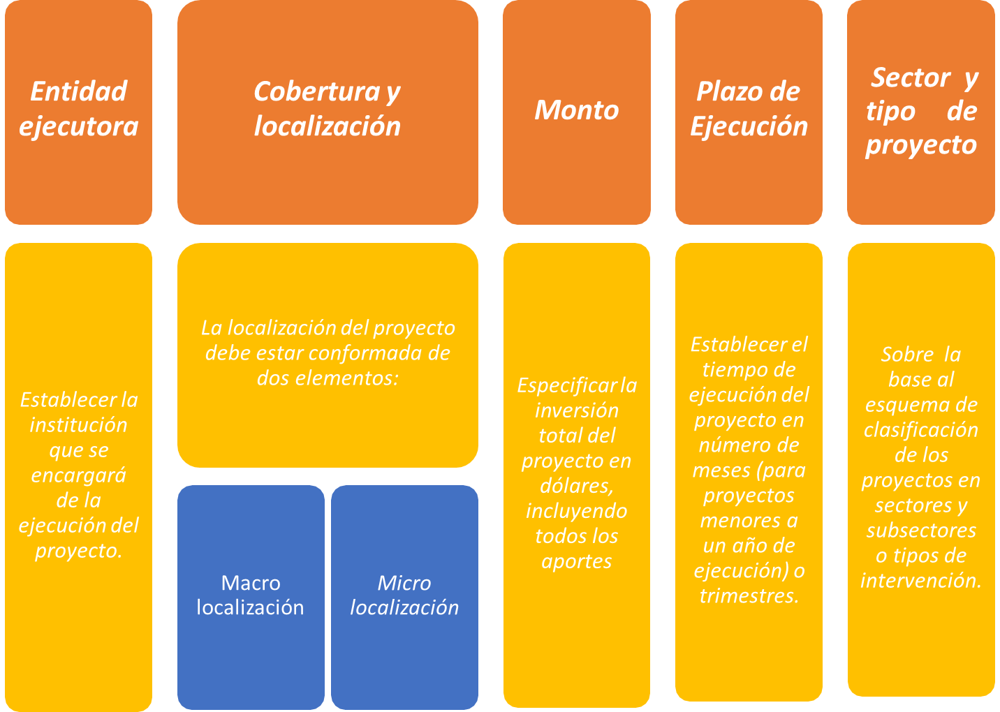 Entidad
ejecutora
Cobertura y
localización
Monto
Plazo de
Ejecución
Sector y
tipo de
proyecto
Establecer la
institución
que se
encargará
de la
ejecución del
proyecto.
La localización del proyecto
debe estar conformada de
dos elementos:
Macro
localización
Micro
localización
Especificar la
inversión
total del
proyecto en
dólares,
incluyendo
todos los
aportes
Establecer el
tiempo de
ejecución del
proyecto en
número de
meses (para
proyectos
menores a
un año de
ejecución) o
trimestres.
Sobre la
base al
esquema de
clasificación
de los
proyectos en
sectores y
subsectores
o tipos de
intervención.